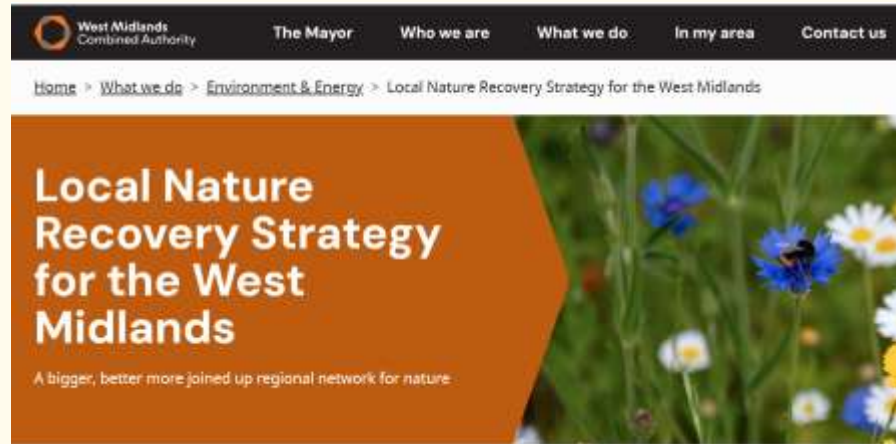 West Midlands
Combined Authority
The Mayor
Who we are
What we do
In my area
Contact us
Home > What we do > Environment & Energy > Local Nature Recovery Strategy for the West Midlands
Local Nature
Recovery Strategy
for the West
Midlands
A bigger, better more joined up regional network for nature